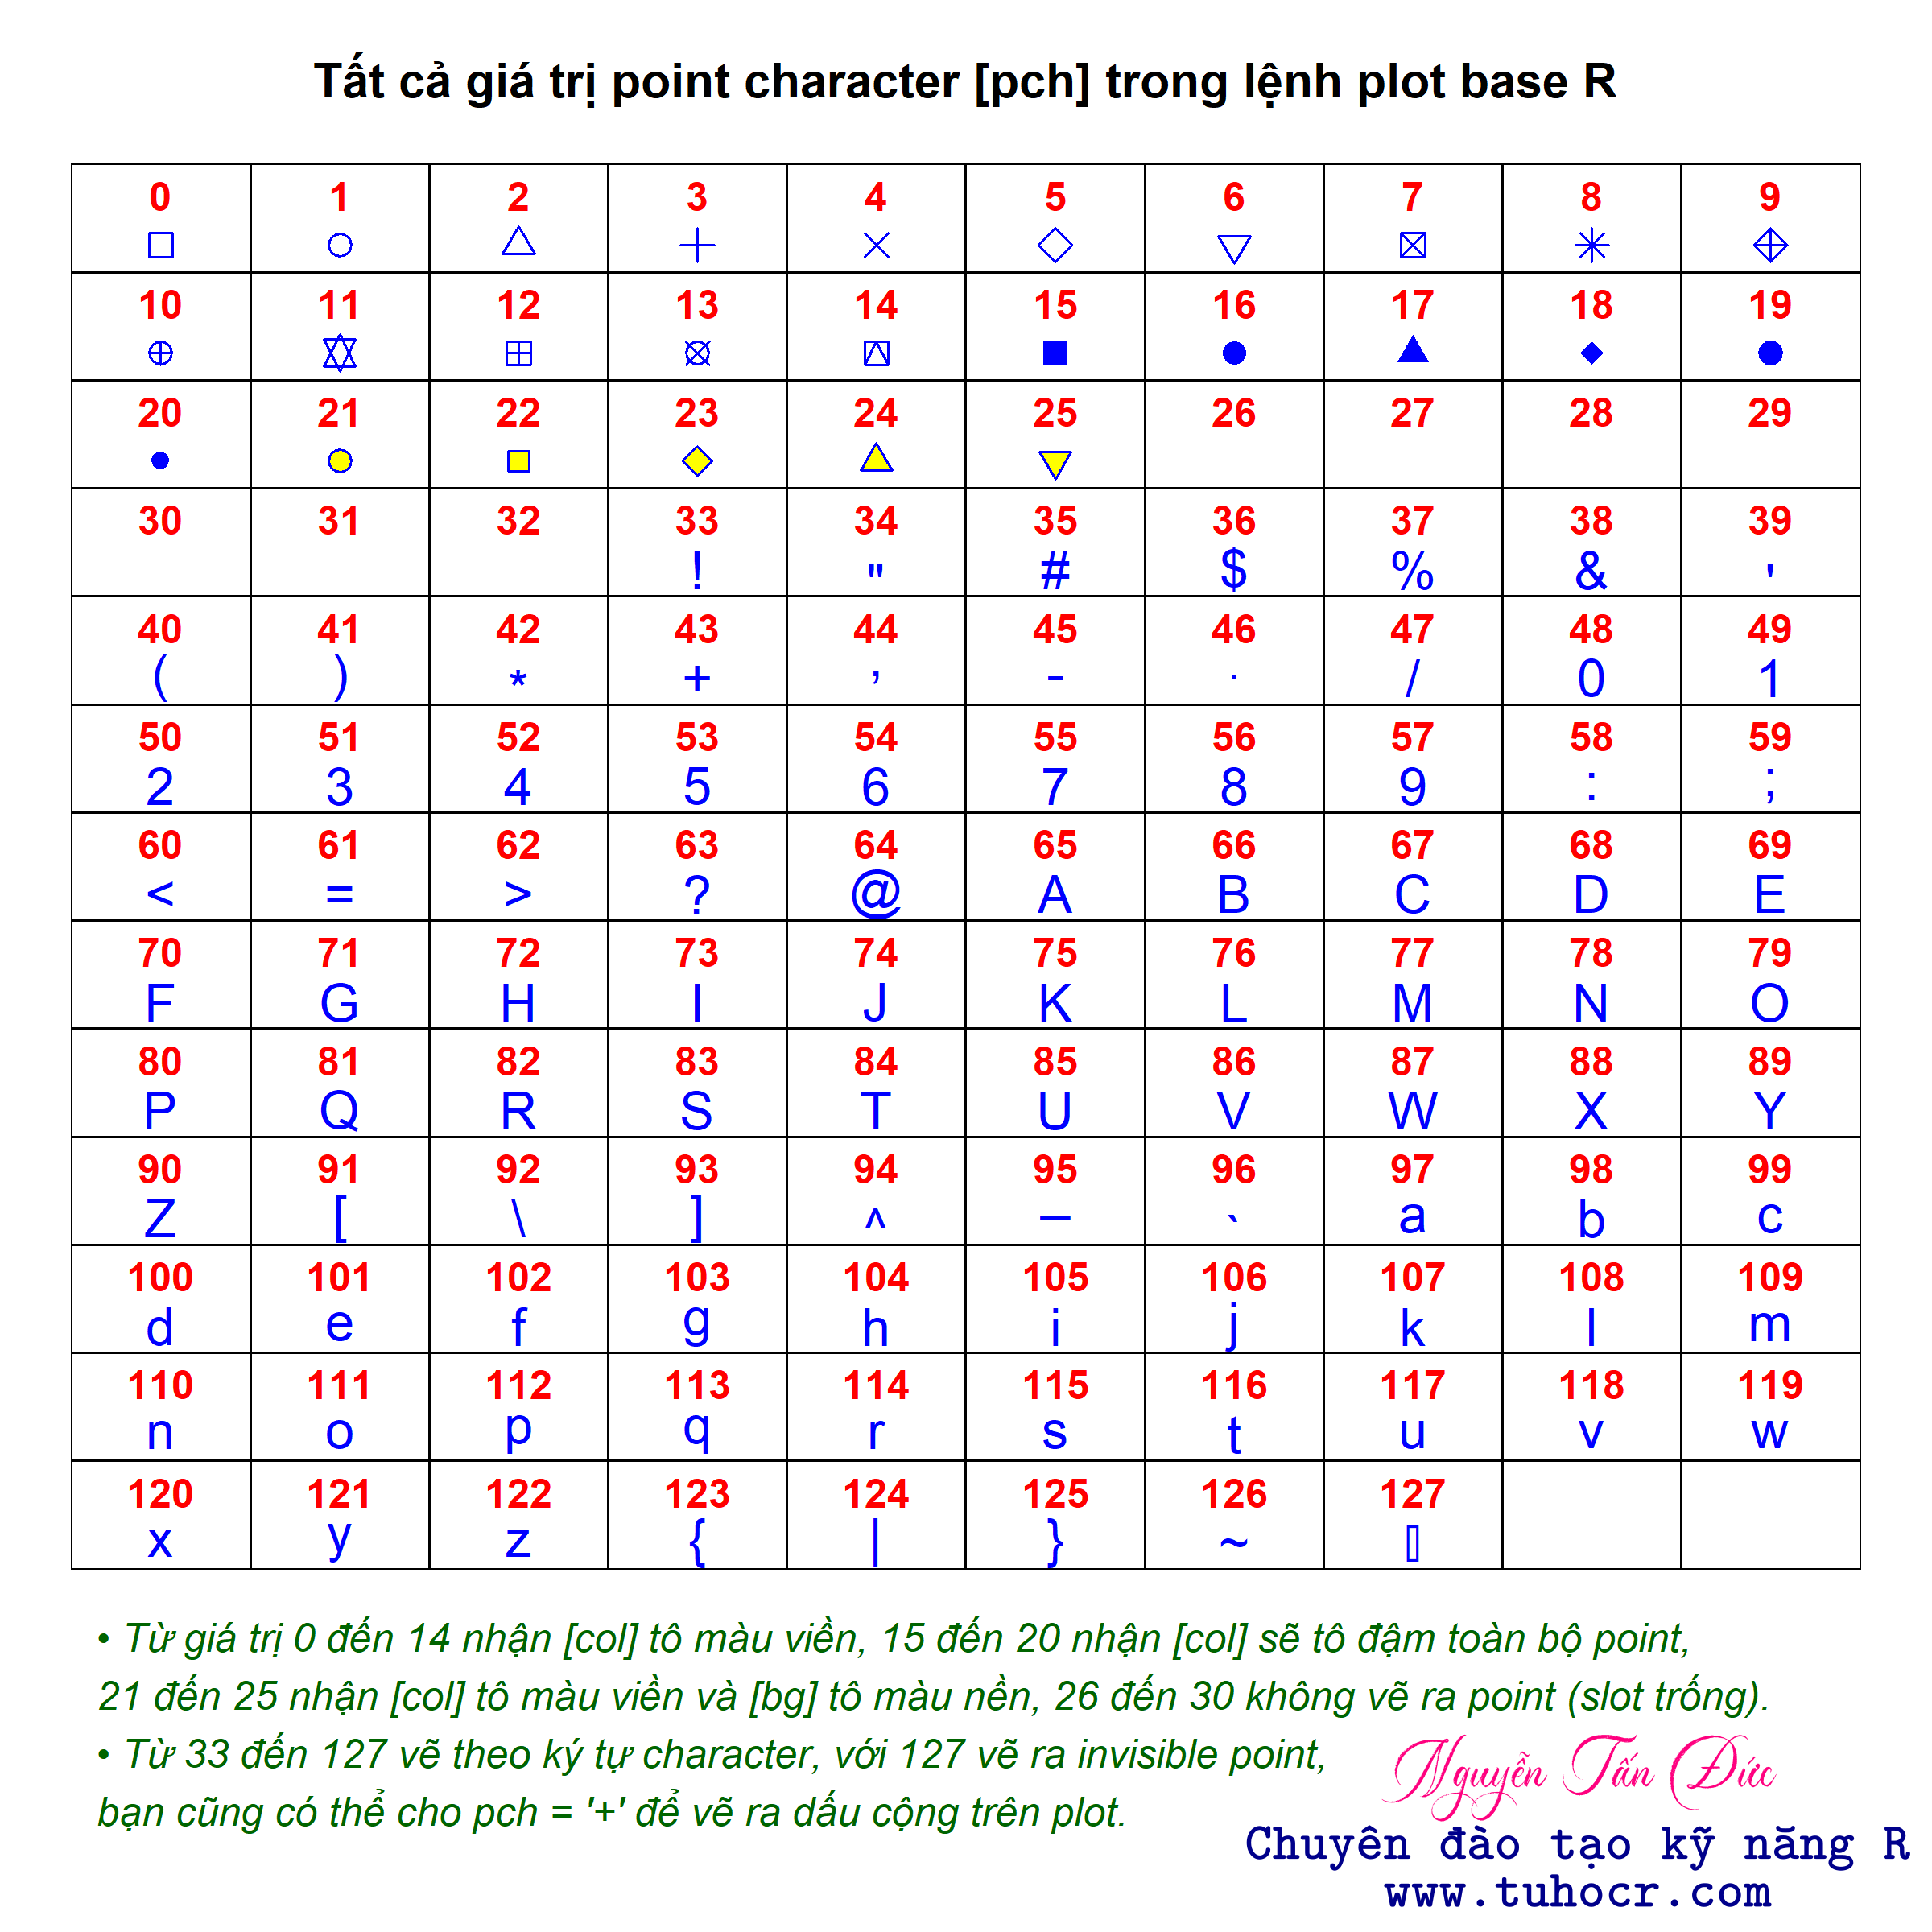 Tất cả giá trị point character [pch] trong lệnh plot base R
0 1 2 3 4 5 6 7 8 9
10 11 12 13 14 15 16 17 18 19
20 21 22 23 24 25 26 27 28 29
30 31 32 33 34 35 36 37 38 39
! " # $ % & '
40 41 42 43 44 45 46 47 48 49
( ) * + , - . / 0 1
50 51 52 53 54 55 56 57 58 59
2 3 4 5 6 7 8 9 : ;
60 61 62 63 64 65 66 67 68 69
< = > ? @ A B C D E
70 71 72 73 74 75 76 77 78 79
F G H I J K L M N O
80 81 82 83 84 85 86 87 88 89
P Q R S T U V W X Y
90 91 92 93 94 95 96 97 98 99
Z [ \ ] ^ _ ` a b c
100 101 102 103 104 105 106 107 108 109
d e f g h i j k l m
110 111 112 113 114 115 116 117 118 119
n o p q r s t u v w
120 121 122 123 124 125 126 127
x y z { | } ~
• Từ giá trị 0 đến 14 nhận [col] tô màu viền, 15 đến 20 nhận [col] sẽ tô đậm toàn bộ point,
21 đến 25 nhận [col] tô màu viền và [bg] tô màu nền, 26 đến 30 không vẽ ra point (slot trống).
• Từ 33 đến 127 vẽ theo ký tự character, với 127 vẽ ra invisible point,
bạn cũng có thể cho pch = '+' để vẽ ra dấu cộng trên plot.
Nguyễn Tấn Đức
Chuyên đào tạo kỹ năng R
www.tuhocr.com